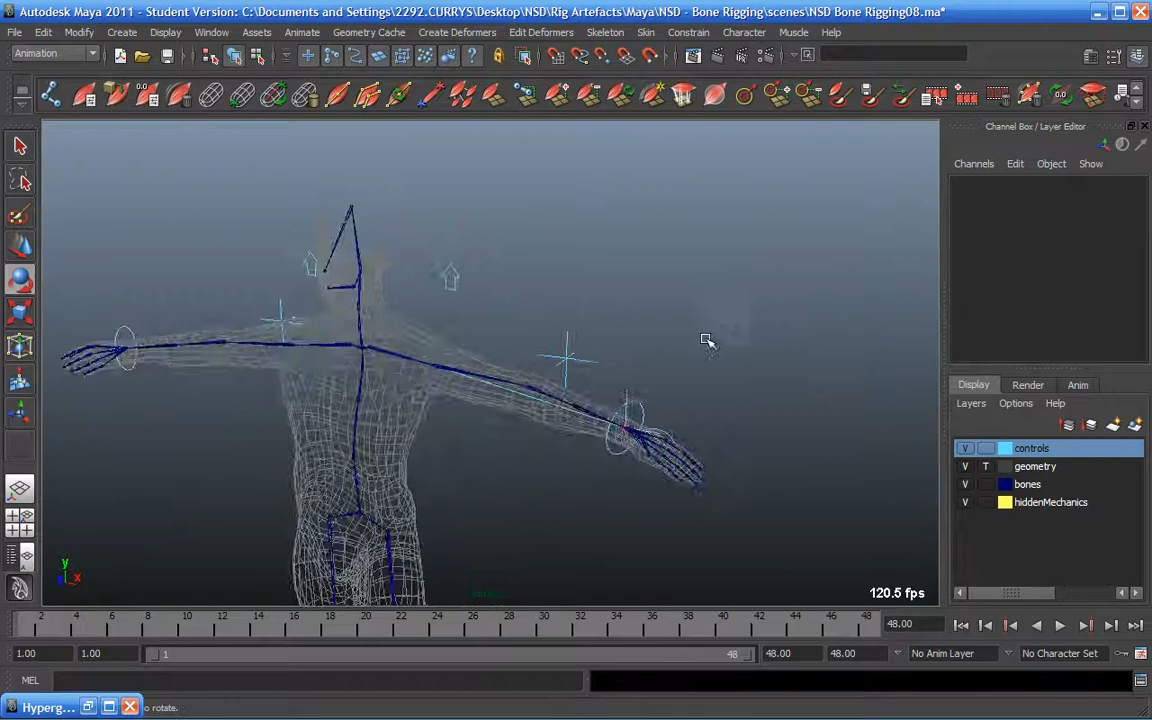 Autodesk Maya 2011 - Student Version: C:\Documents and Settings\2292.CURRYS\Desktop\NSD\Rig Artefacts\Maya\NSD - Bone Rigging\scenes\NSD Bone Rigging08.ma*
File Edit Modify Create Display Window Assets Animate Geometry Cache Create Deformers Edit Deformers Skeleton Skin Constrain Character Muscle Help
Animation
0.0
0.0
Channel Box / Layer Editor
Channels Edit Object Show
Display Render Anim
Layers Options Help
V controls
V T geometry
V bones
V hiddenMechanics
y
x
120.5 fps
2 4 6 8 10 12 14 16 18 20 22 24 26 28 30 32 34 36 38 40 42 44 46 48
48.00
1.00 1.00 1 48 48.00 48.00 No Anim Layer No Character Set
MEL
Hyperg...
o rotate.